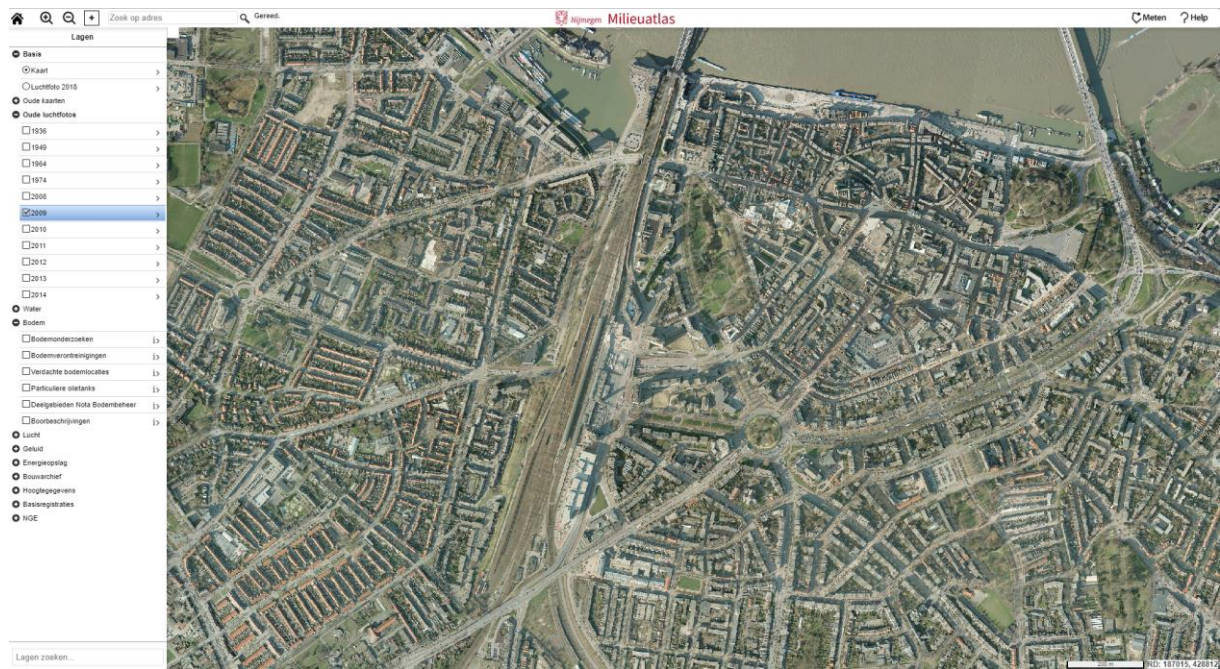 Zoek op adres
Gereed.
Nijmegen Milieuatlas
Meten
Help
Lagen
Basis
Kaart
Luchtfoto 2018
Oude kaarten
Oude luchtfotos
1936
1949
1964
1974
2008
2009
2010
2011
2012
2013
2014
Water
Bodem
Bodemonderzoeken
Bodemverontreinigingen
Verdachte bodemlocaties
Particuliere olietanks
Deelgebieden Nota Bodembeheer
Boorbeschrijvingen
Lucht
Geluid
Energieopslag
Bouwarchief
Hoogtegegevens
Basisregistraties
NGE
Lagen zoeken...
200 m
RD: 187015, 428812